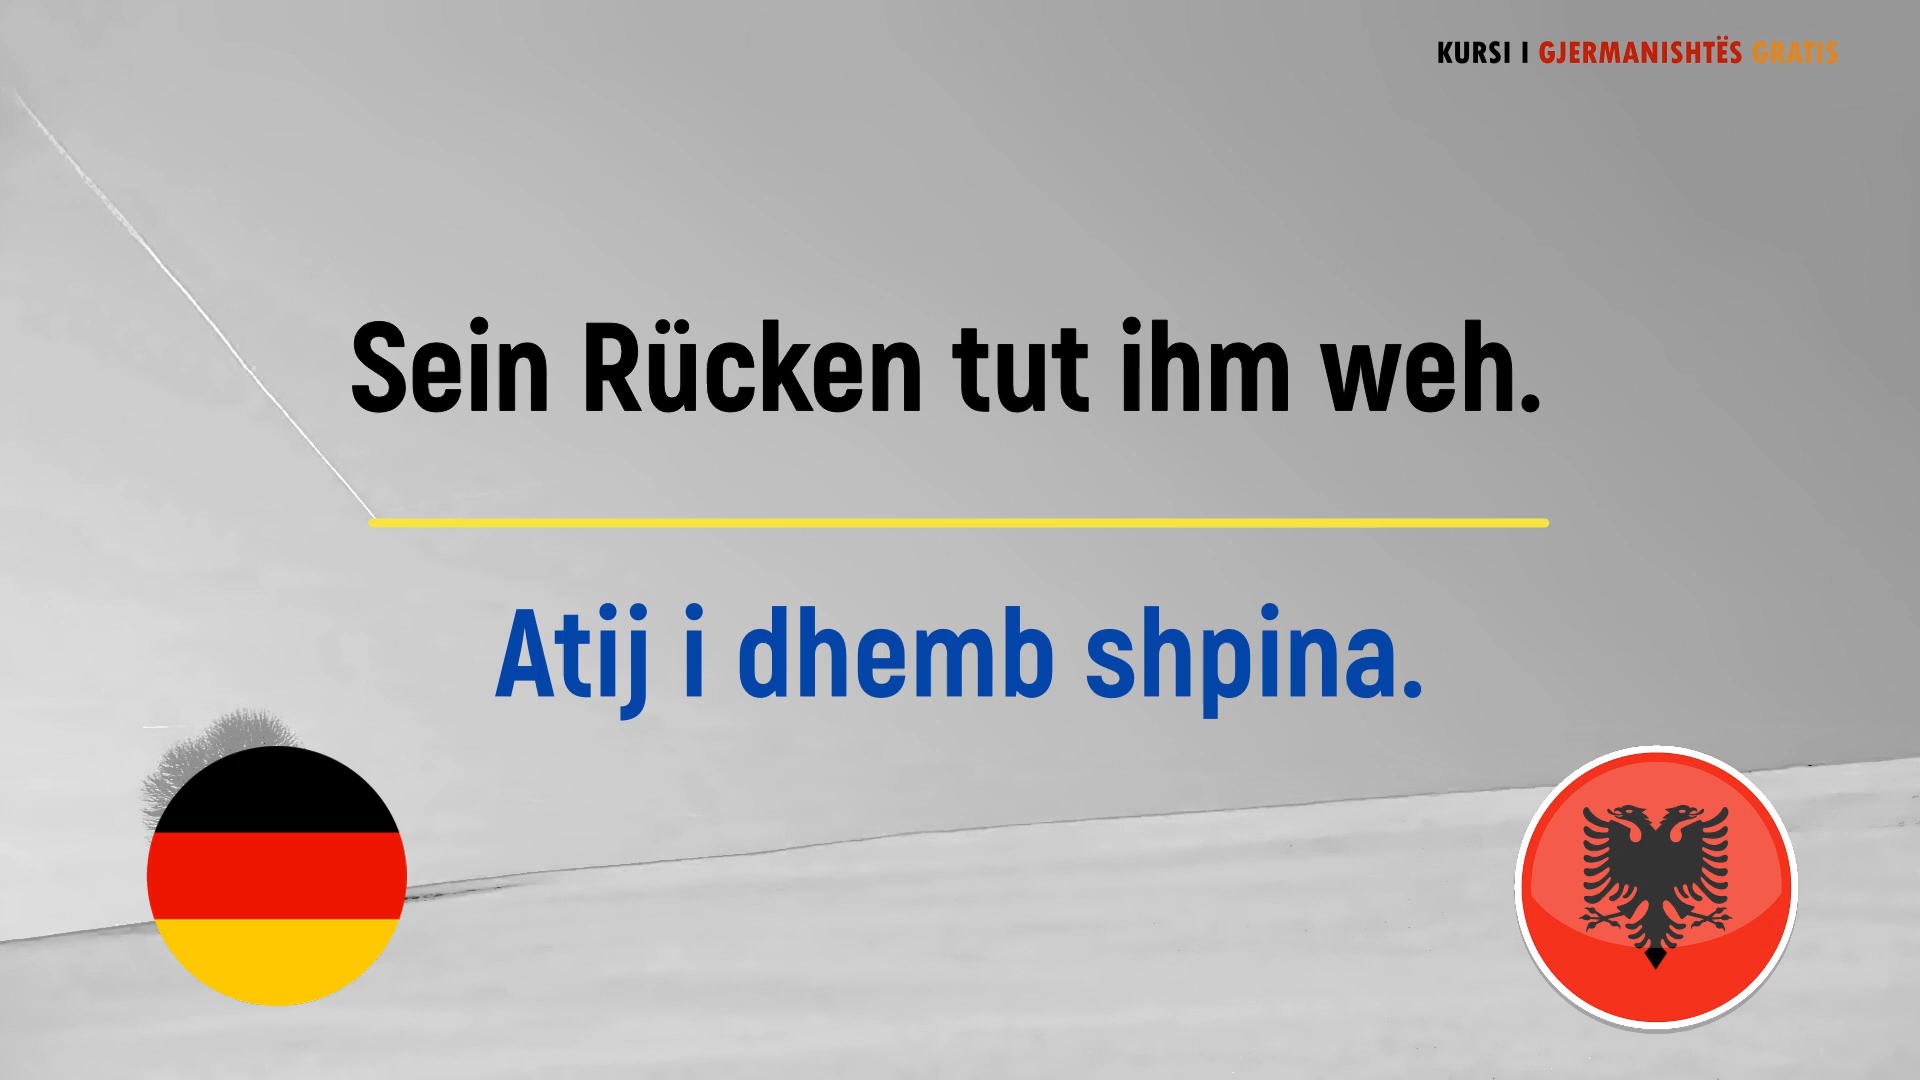 KURSI I GJERMANISHTËS GRATIS
Sein Rücken tut ihm weh.
Atij i dhemb shpina.